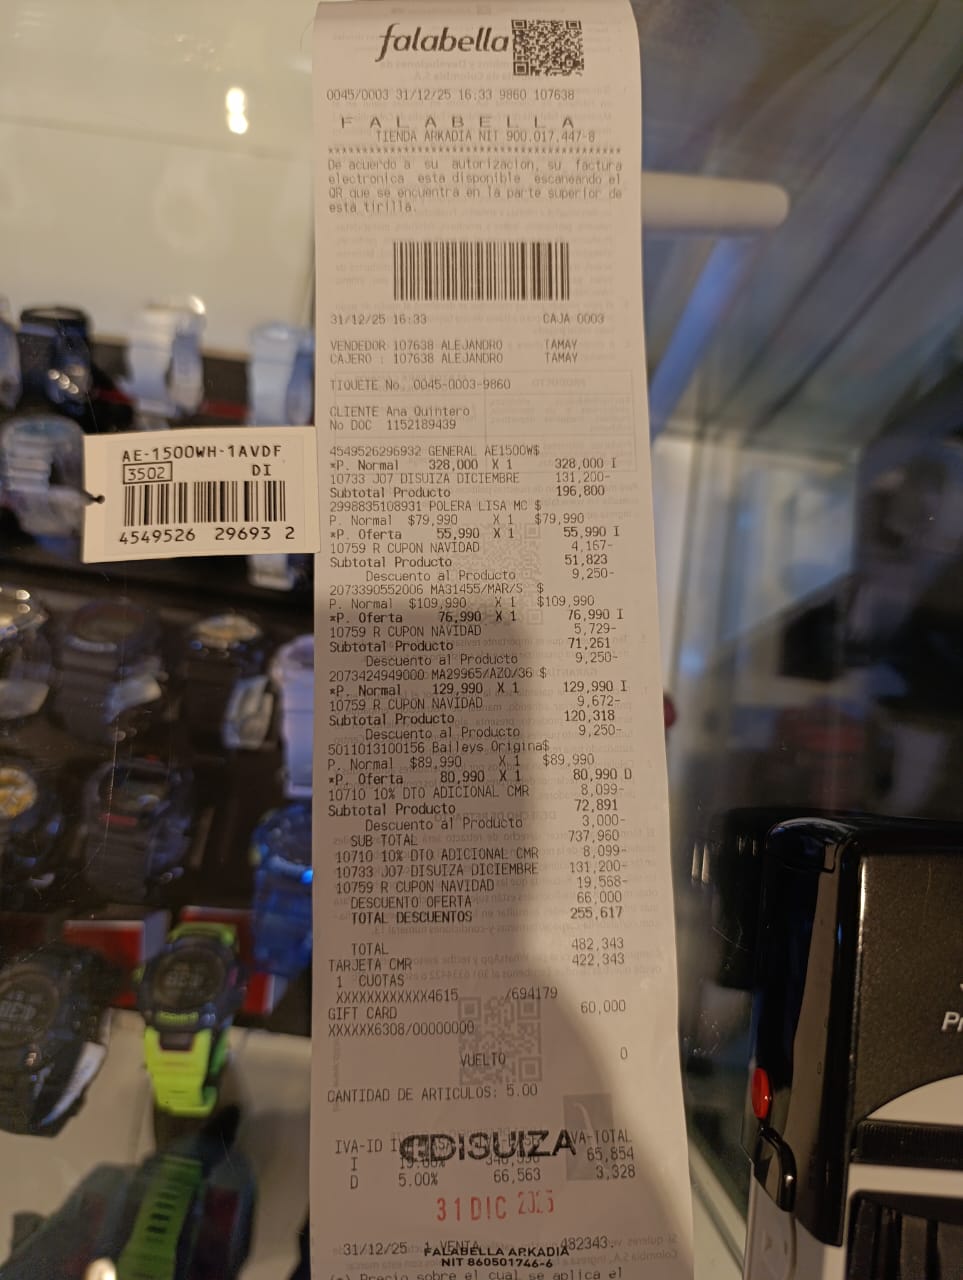 falabella
0045/0003 31/12/25 16:33 9860 107638
F A L A B E L L A
TIENDA ARKADIA NIT 900.017.447-8
****************************************
De acuerdo a su autorizacion, su factura
electronica esta disponible escaneando el
QR que se encuentra en la parte superior de
esta tirilla.
31/12/25 16:33 CAJA 0003
VENDEDOR 107638 ALEJANDRO TAMAY
CAJERO : 107638 ALEJANDRO TAMAY
TIQUETE No. 0045-0003-9860
CLIENTE Ana Quintero
No DOC 1152189439
4549526296932 GENERAL AE1500W$
*P. Normal 328,000 X 1 328,000 I
10733 J07 DISUIZA DICIEMBRE 131,200-
Subtotal Producto 196,800
2998835108931 POLERA LISA MC $
P. Normal $79,990 X 1 $79,990
*P. Oferta 55,990 X 1 55,990 I
10759 R CUPON NAVIDAD 4,167-
Subtotal Producto 51,823
Descuento al Producto 9,250-
2073390552006 MA31455/MAR/S $
P. Normal $109,990 X 1 $109,990
*P. Oferta 76,990 X 1 76,990 I
10759 R CUPON NAVIDAD 5,729-
Subtotal Producto 71,261
Descuento al Producto 9,250-
2073424949000 MA29965/AZO/36 $
*P. Normal 129,990 X 1 129,990 I
10759 R CUPON NAVIDAD 9,672-
Subtotal Producto 120,318
Descuento al Producto 9,250-
5011013100156 Baileys Origina$
P. Normal $89,990 X 1 $89,990
*P. Oferta 80,990 X 1 80,990 D
10710 10% DTO ADICIONAL CMR 8,099-
Subtotal Producto 72,891
Descuento al Producto 3,000-
SUB TOTAL 737,960
10710 10% DTO ADICIONAL CMR 8,099-
10733 J07 DISUIZA DICIEMBRE 131,200-
10759 R CUPON NAVIDAD 19,568-
DESCUENTO OFERTA 66,000
TOTAL DESCUENTOS 255,617
TOTAL 482,343
TARJETA CMR 422,343
1 CUOTAS
XXXXXXXXXXXX4615 /694179
GIFT CARD 60,000
XXXXXX6308/00000000
VUELTO 0
CANTIDAD DE ARTICULOS: 5.00
IVA-ID IVA-TOTAL
DISUIZA
I 65,854
D 5.00% 66,563 3,328
31 DIC 2025
31/12/25 1 VENTA 482343.
FALABELLA ARKADIA
NIT 860501746-6
(*) Precio sobre el cual se aplica el
AE-1500WH-1AVDF
3502 DI
4549526 29693 2